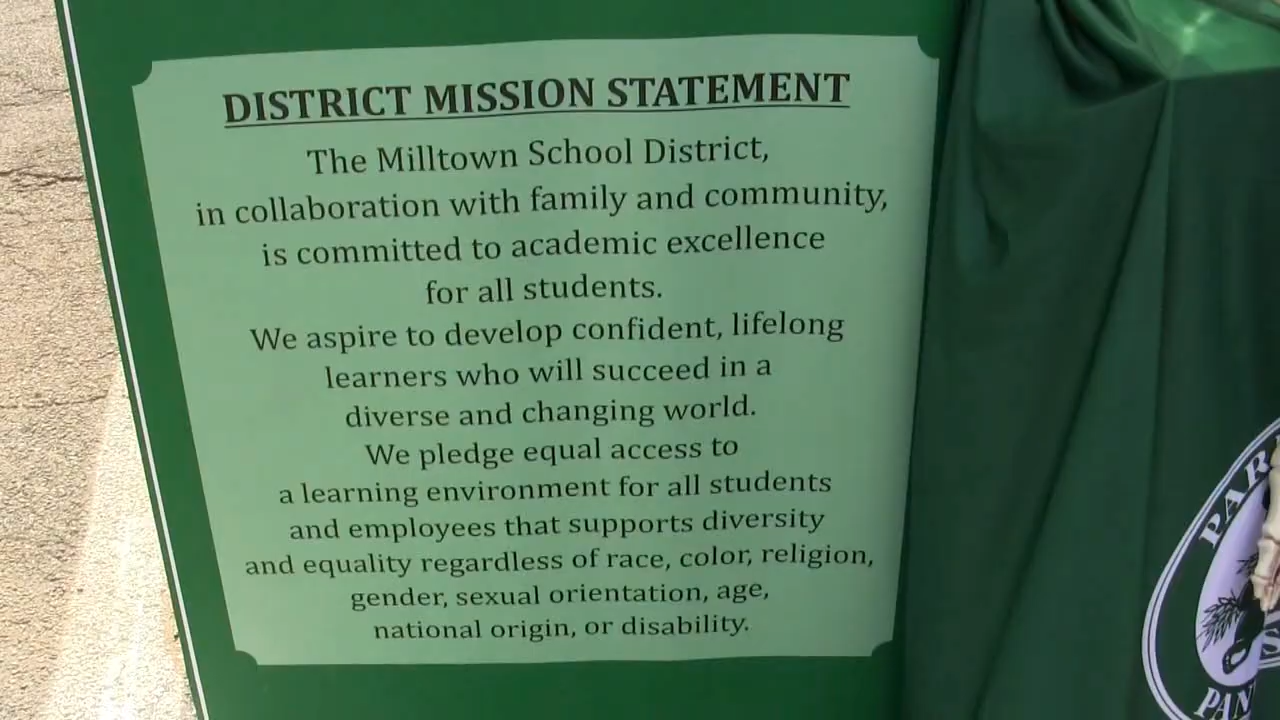 DISTRICT MISSION STATEMENT
The Milltown School District,
in collaboration with family and community,
is committed to academic excellence
for all students.
We aspire to develop confident, lifelong
learners who will succeed in a
diverse and changing world.
We pledge equal access to
a learning environment for all students
and employees that supports diversity
and equality regardless of race, color, religion,
gender, sexual orientation, age,
national origin, or disability.